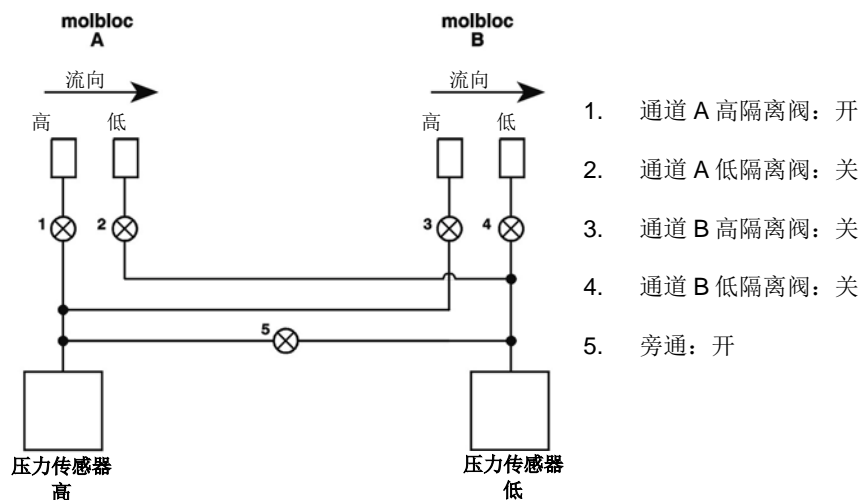 molbloc
A
molbloc
B
流向
流向
高
低
高
低
1
2
3
4
5
压力传感器
高
压力传感器
低
1. 通道 A 高隔离阀：开
2. 通道 A 低隔离阀：关
3. 通道 B 高隔离阀：关
4. 通道 B 低隔离阀：关
5. 旁通：开